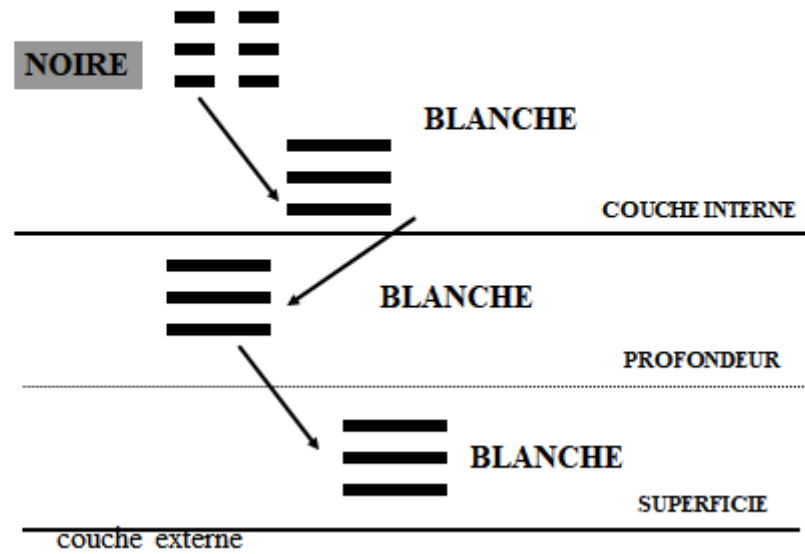 NOIRE
BLANCHE
COUCHE INTERNE
BLANCHE
PROFONDEUR
BLANCHE
SUPERFICIE
couche externe